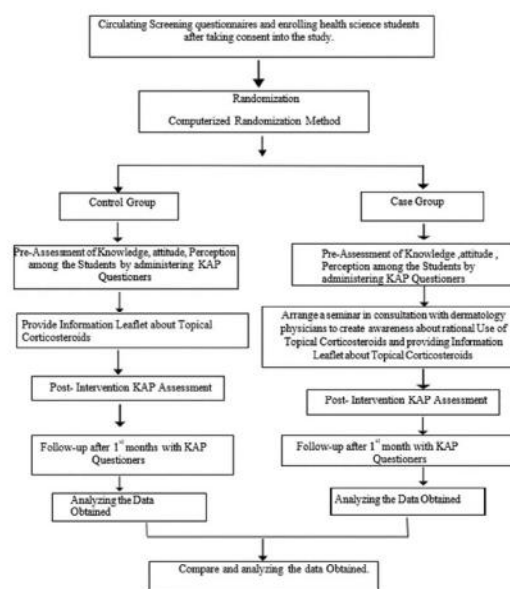 Circulating Screening questionnaires and enrolling health science students
after taking consent into the study.
Randomization
Computerized Randomization Method
Control Group
Case Group
Pre-Assessment of Knowledge, attitude, Perception
among the Students by administering KAP
Questioners
Pre-Assessment of Knowledge ,attitude ,
Perception among the Students by
administering KAP Questioners
Provide Information Leaflet about Topical
Corticosteroids
Arrange a seminar in consultation with dermatology
physicians to create awareness about rational Use of
Topical Corticosteroids and providing Information
Leaflet about Topical Corticosteroids
Post- Intervention KAP Assessment
Post- Intervention KAP Assessment
Follow-up after 1st months with KAP
Questioners
Follow-up after 1st month with KAP
Questioners
Analyzing the Data
Obtained
Analyzing the Data Obtained
Compare and analyzing the data Obtained.